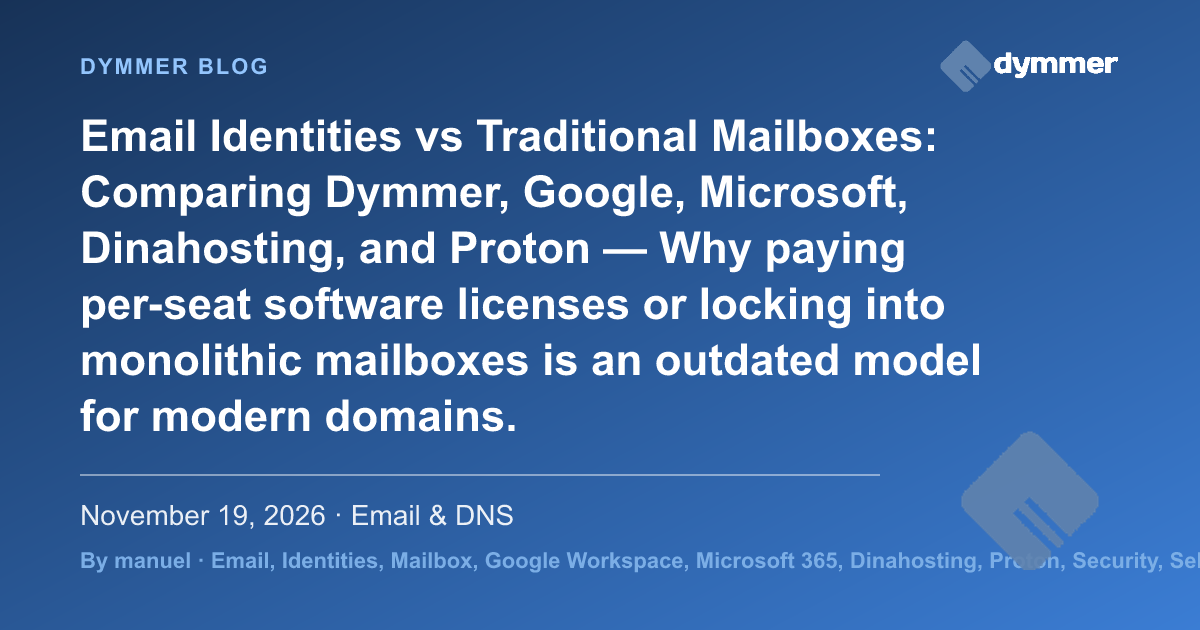 DYMMER BLOG
dymmer
Email Identities vs Traditional Mailboxes:
Comparing Dymmer, Google, Microsoft,
Dinahosting, and Proton — Why paying
per-seat software licenses or locking into
monolithic mailboxes is an outdated model
for modern domains.
November 19, 2026 · Email & DNS
By manuel · Email, Identities, Mailbox, Google Workspace, Microsoft 365, Dinahosting, Proton, Security,